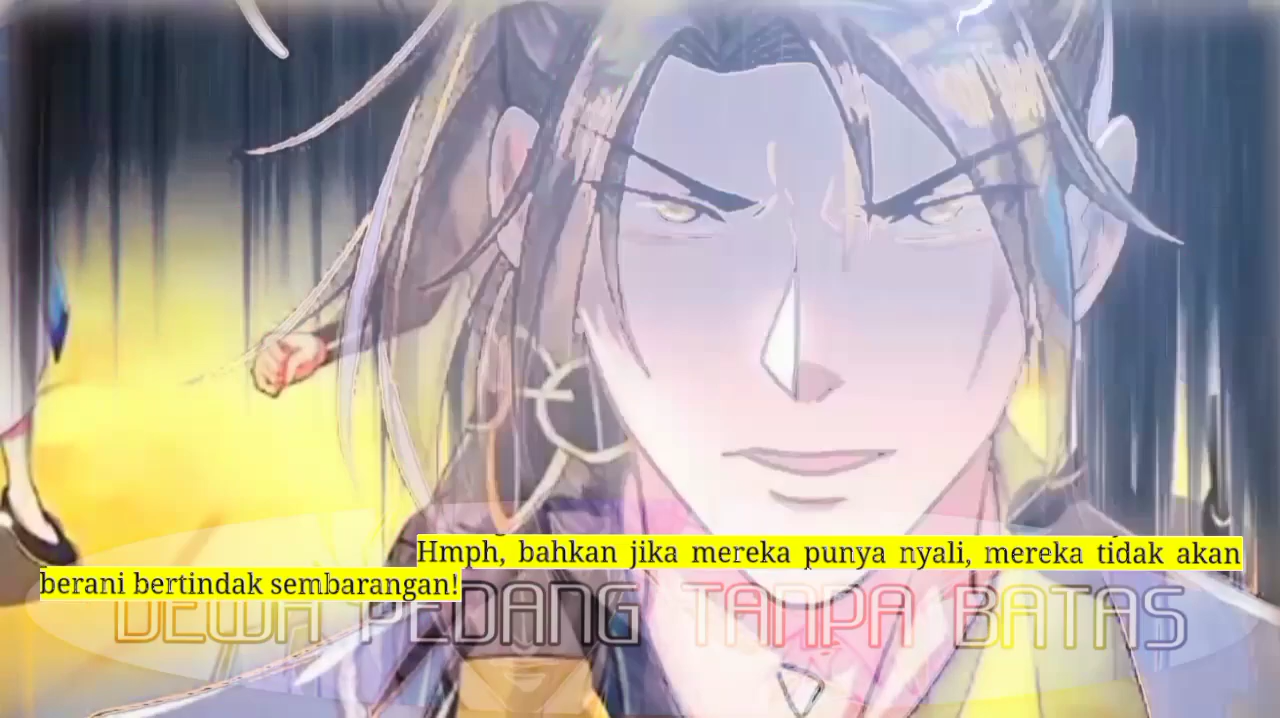 Hmph, bahkan jika mereka punya nyali, mereka tidak akan
berani bertindak sembarangan!
DEWA PEDANG TANPA BATAS